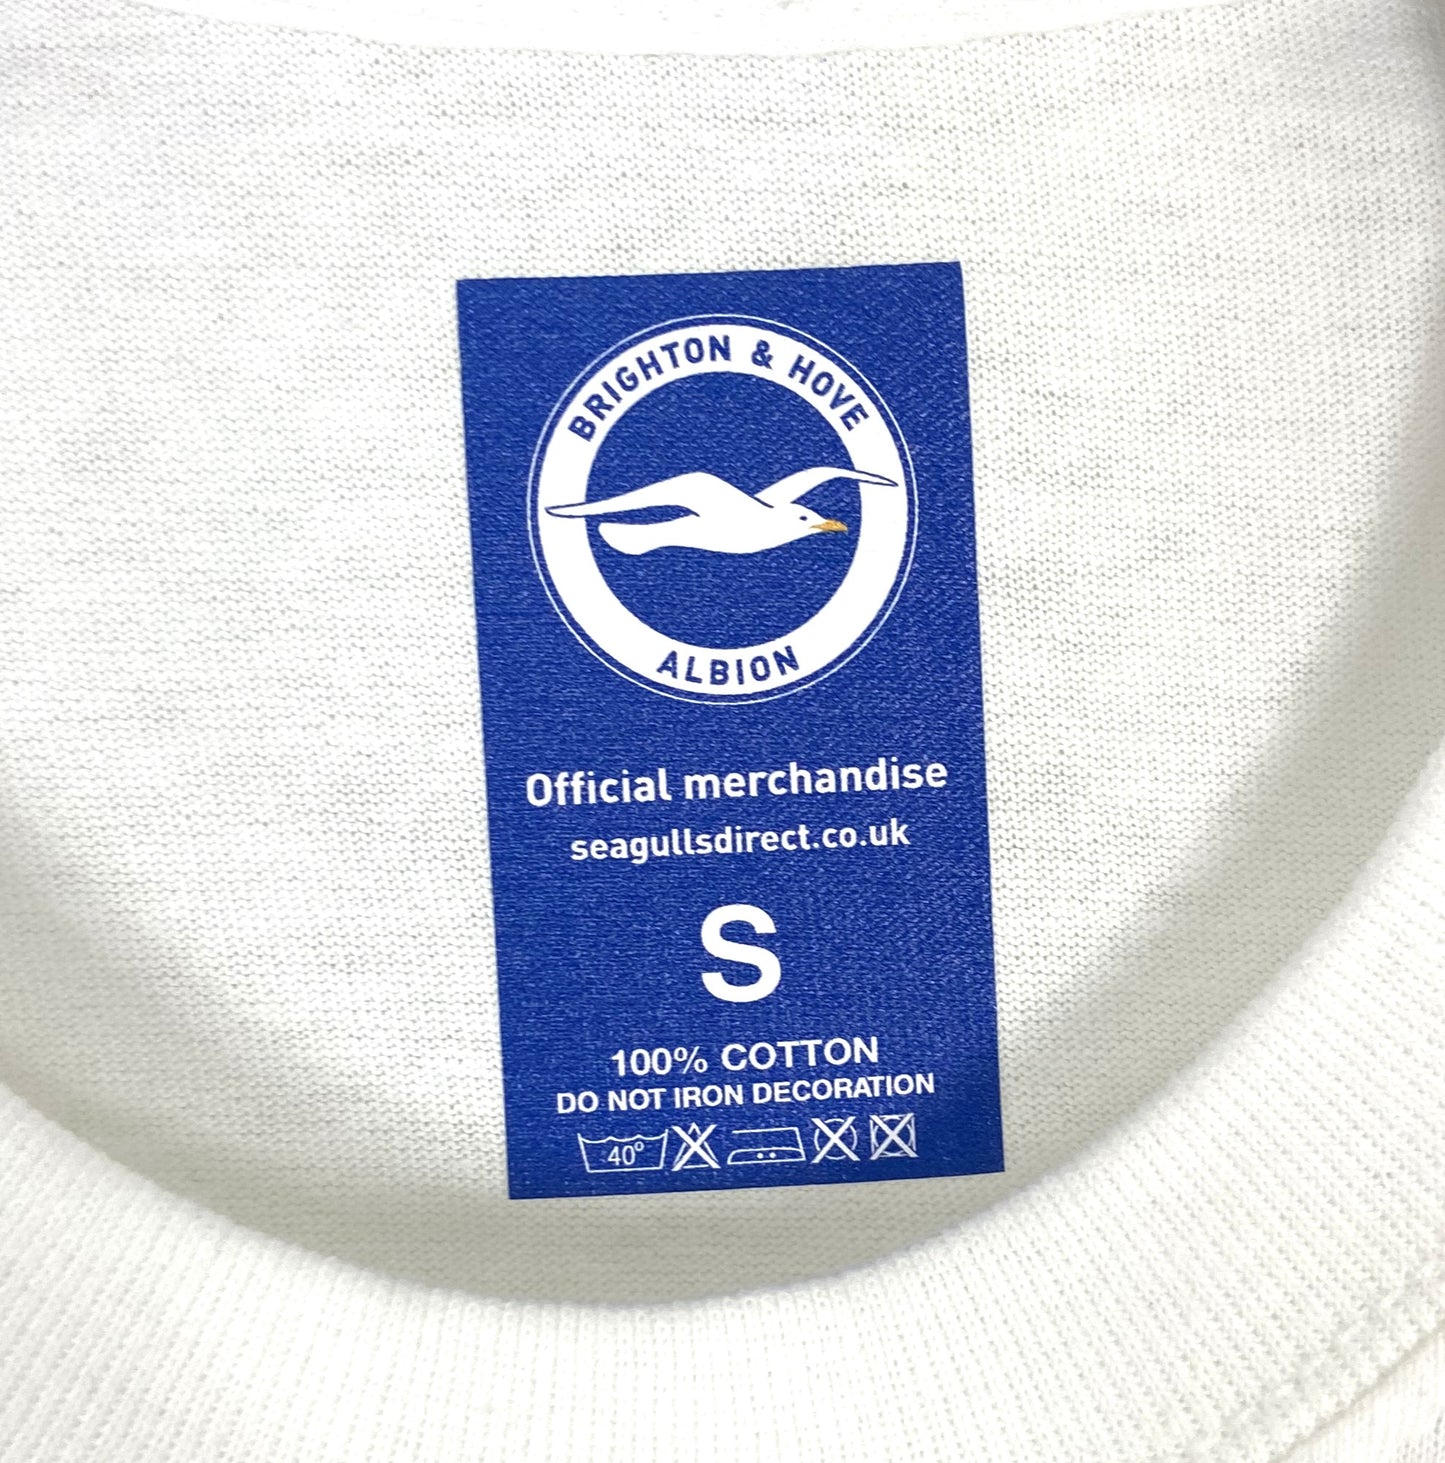 BRIGHTON & HOVE
ALBION
Official merchandise
seagullsdirect.co.uk
S
100% COTTON
DO NOT IRON DECORATION
40°